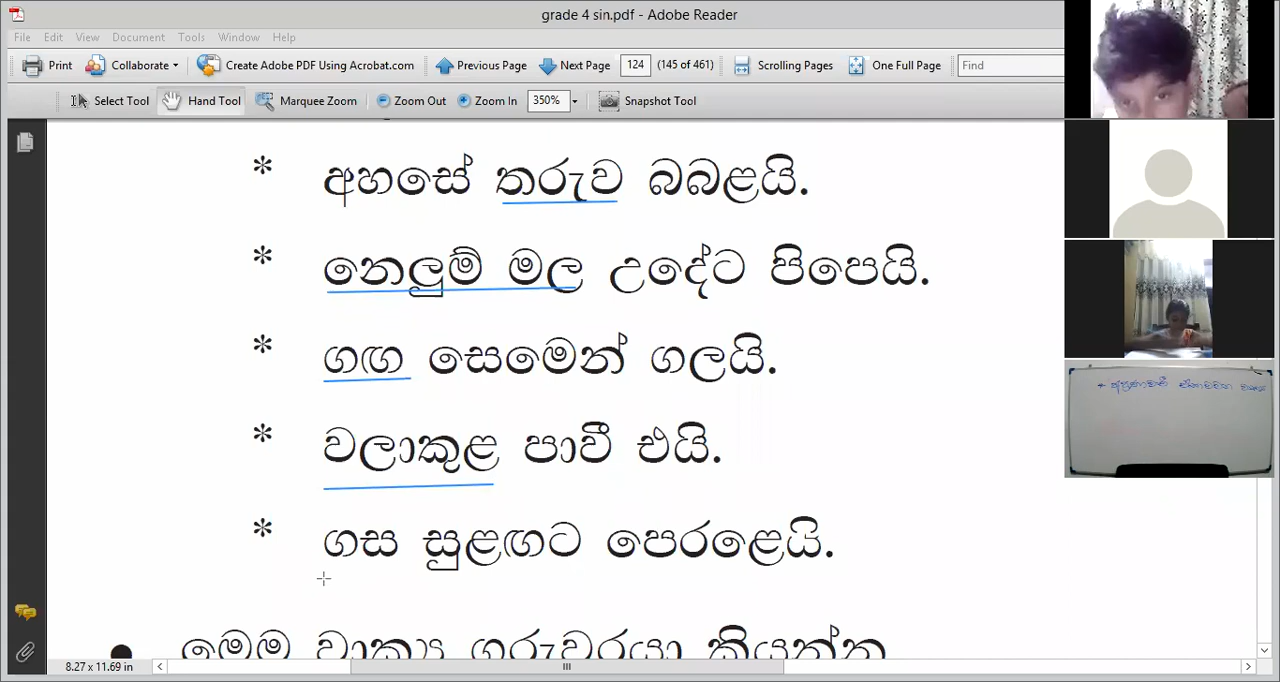 grade 4 sin.pdf - Adobe Reader
File Edit View Document Tools Window Help
Print Collaborate Create Adobe PDF Using Acrobat.com Previous Page Next Page 124 (145 of 461) Scrolling Pages One Full Page Find
Select Tool Hand Tool Marquee Zoom Zoom Out Zoom In 350% Snapshot Tool
* අහසේ තරුව බබළයි.
* නෙලුම් මල උදේට පිපෙයි.
* ගඟ සෙමෙන් ගලයි.
* වලාකුළ පාවී එයි.
* ගස සුළඟට පෙරළෙයි.
● මෙම වාක්‍ය ගුරුවරයා කියන්න
8.27 x 11.69 in